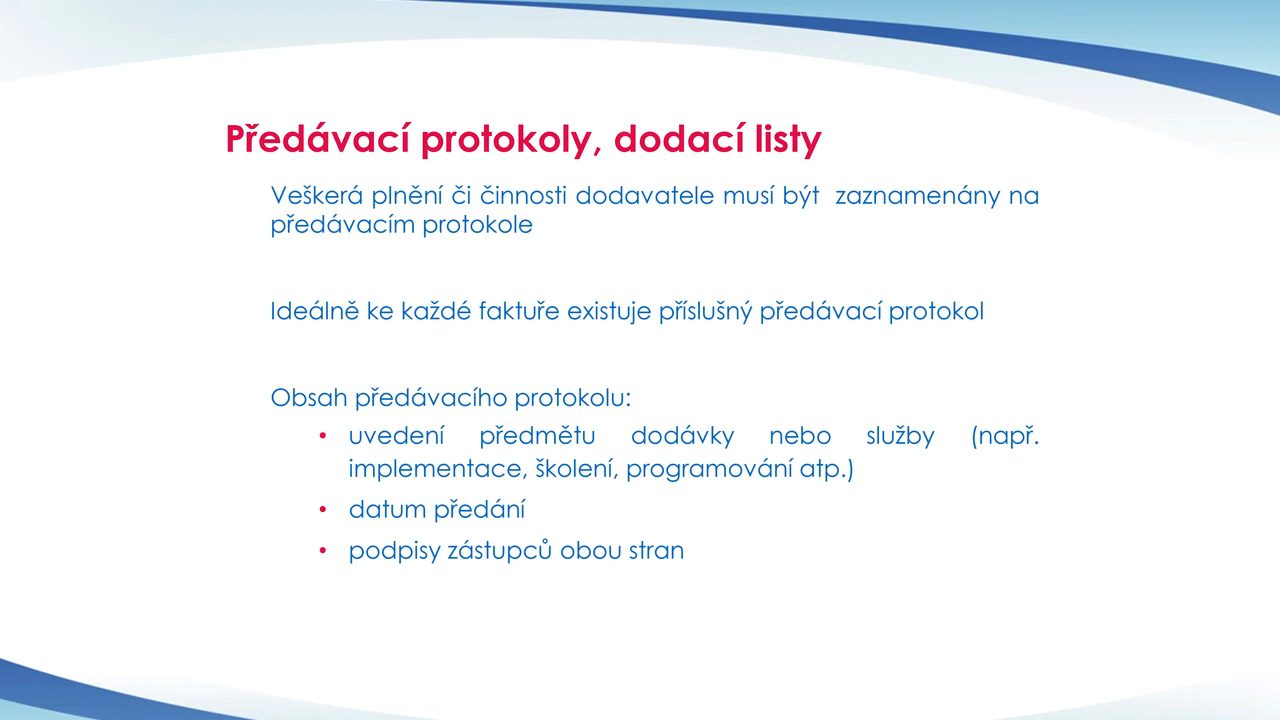 Předávací protokoly, dodací listy
Veškerá plnění či činnosti dodavatele musí být  zaznamenány na
předávacím protokole
Ideálně ke každé faktuře existuje příslušný předávací protokol
Obsah předávacího protokolu:
• uvedení předmětu dodávky nebo služby (např.
implementace, školení, programování atp.)
• datum předání
• podpisy zástupců obou stran